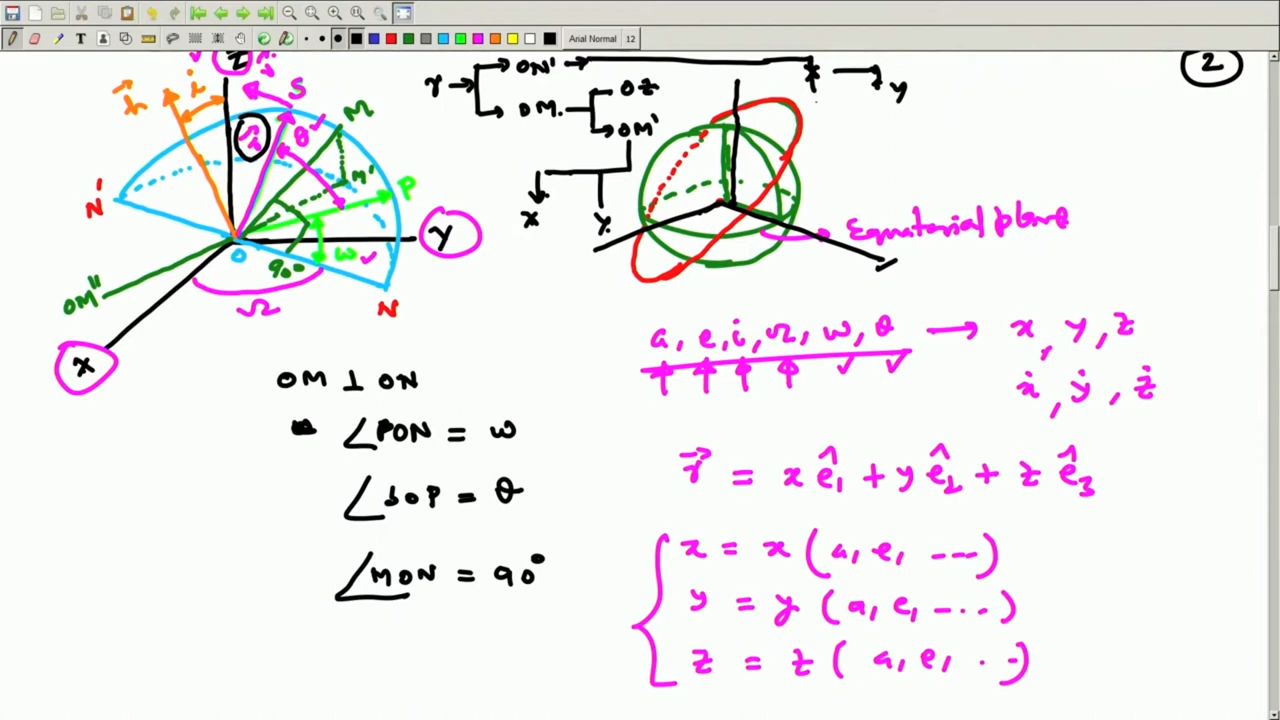 Arial Normal 12
2
z
h i S M
r θ
N' M' P
O y
90° ω
OM"
Ω N
x
r → ON' → x → y
OM. OZ
OM'
x y
Equatorial plane
a, e, i, Ω, ω, θ → x, y, z
ẋ, ẏ, ż
OM ⊥ ON
∠PON = ω
∠SOP = θ
∠MON = 90°
r⃗ = x ê₁ + y ê₂ + z ê₃
x = x (a, e, ---)
y = y (a, e, -...)
z = z ( a, e, . -)